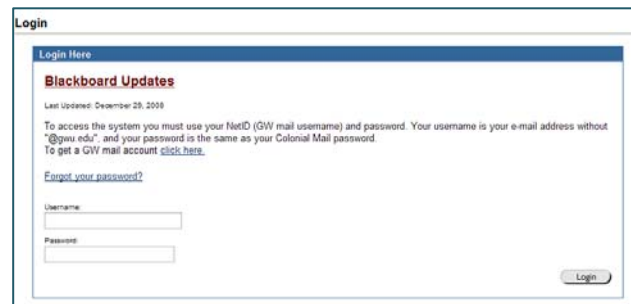 Login
Login Here
Blackboard Updates
Last Updated: December 29, 2008
To access the system you must use your NetID (GW mail username) and password. Your username is your e-mail address without
"@gwu.edu", and your password is the same as your Colonial Mail password.
To get a GW mail account click here.
Forgot your password?
Username:
Password:
Login